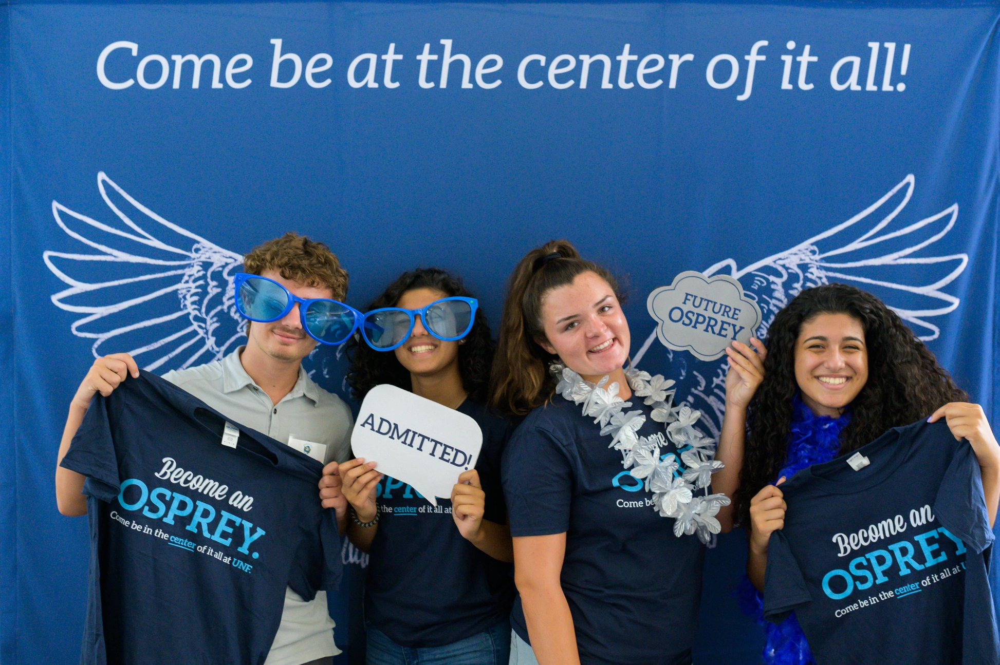 Come be at the center of it all!
FUTURE
OSPREY
ADMITTED!
Become an
OSPREY.
Come be in the center of it all at UNF.
the center of it all at
Come be
Become an
OSPREY
Come be in the center of it all at U